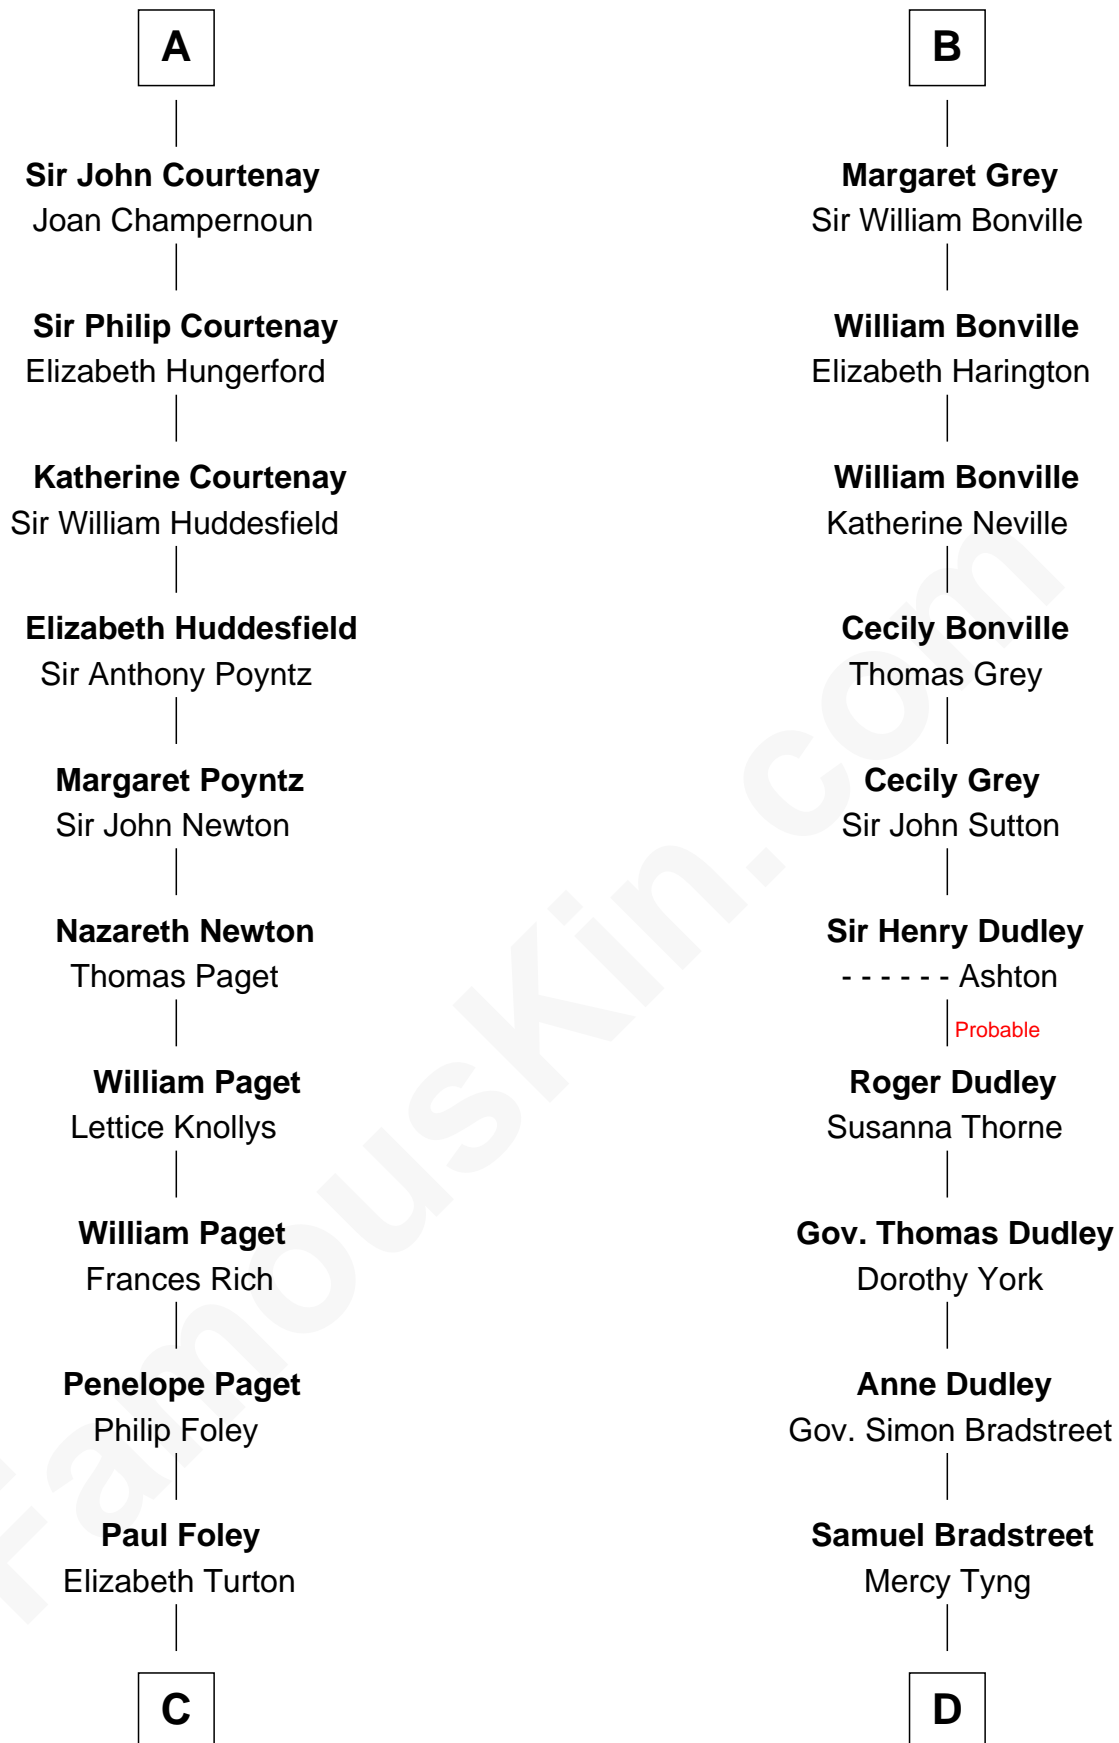 A
Sir John Courtenay
Joan Champernoun
Sir Philip Courtenay
Elizabeth Hungerford
Katherine Courtenay
Sir William Huddesfield
Elizabeth Huddesfield
Sir Anthony Poyntz
Margaret Poyntz
Sir John Newton
Nazareth Newton
Thomas Paget
William Paget
Lettice Knollys
William Paget
Frances Rich
Penelope Paget
Philip Foley
Paul Foley
Elizabeth Turton
C
B
Margaret Grey
Sir William Bonville
William Bonville
Elizabeth Harington
William Bonville
Katherine Neville
Cecily Bonville
Thomas Grey
Cecily Grey
Sir John Sutton
Sir Henry Dudley
- - - - - - Ashton
Probable
Roger Dudley
Susanna Thorne
Gov. Thomas Dudley
Dorothy York
Anne Dudley
Gov. Simon Bradstreet
Samuel Bradstreet
Mercy Tyng
D
FamousKin.com